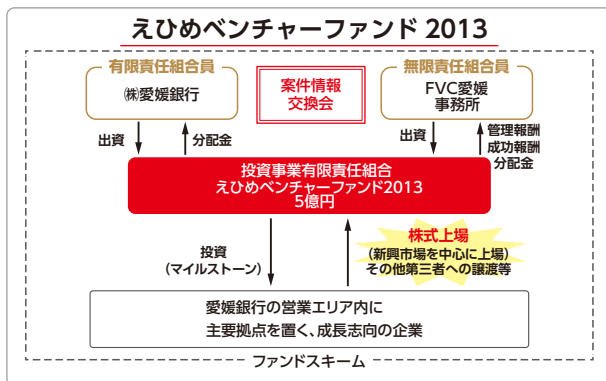 えひめベンチャーファンド 2013
有限責任組合員
㈱愛媛銀行
案件情報
交換会
無限責任組合員
FVC愛媛
事務所
出資
分配金
出資
管理報酬
成功報酬
分配金
投資事業有限責任組合
えひめベンチャーファンド2013
5億円
投資
(マイルストーン)
株式上場
(新興市場を中心に上場)
その他第三者への譲渡等
愛媛銀行の営業エリア内に
主要拠点を置く、成長志向の企業
ファンドスキーム